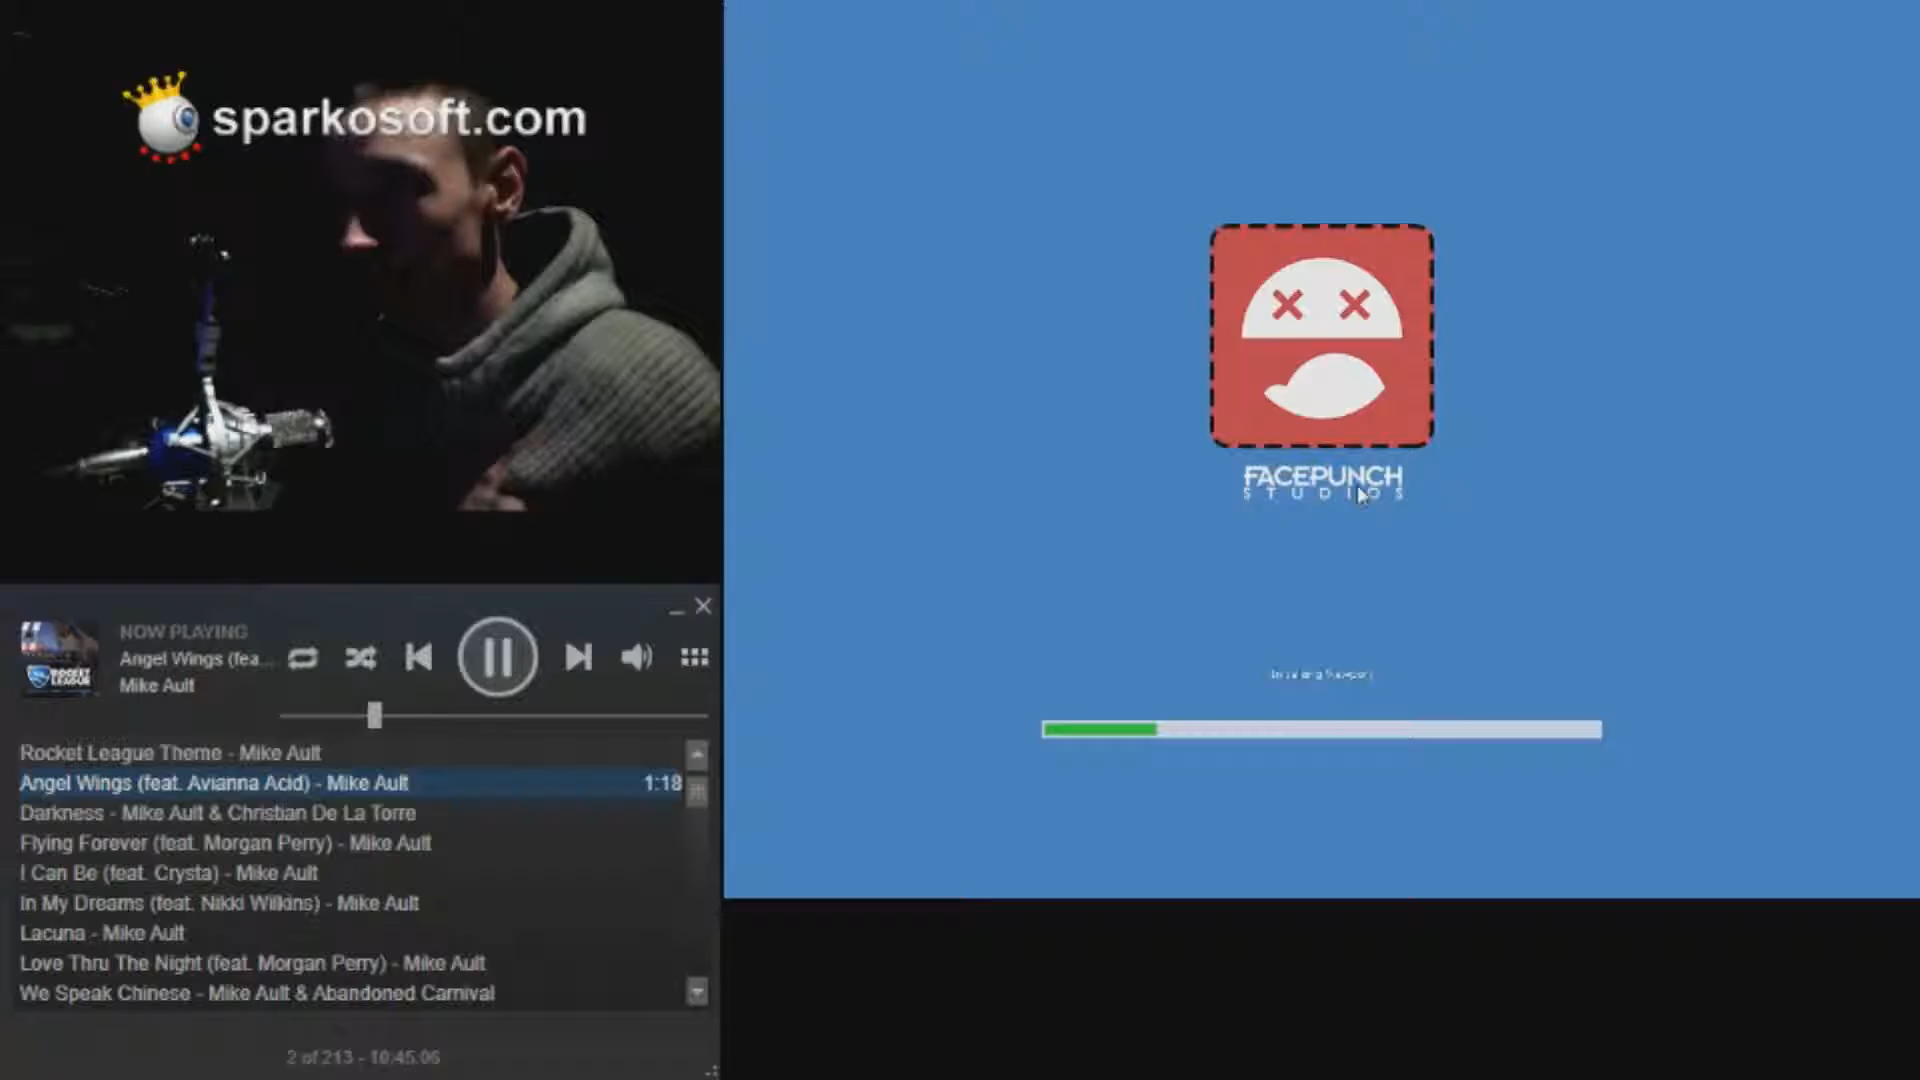 sparkosoft.com
FACEPUNCH
STUDIOS
NOW PLAYING
Angel Wings (fea...
Mike Ault
ROCKET
LEAGUE
Rocket League Theme - Mike Ault
Angel Wings (feat. Avianna Acid) - Mike Ault 1:18
Darkness - Mike Ault & Christian De La Torre
Flying Forever (feat. Morgan Perry) - Mike Ault
I Can Be (feat. Crysta) - Mike Ault
In My Dreams (feat. Nikki Wilkins) - Mike Ault
Lacuna - Mike Ault
Love Thru The Night (feat. Morgan Perry) - Mike Ault
We Speak Chinese - Mike Ault & Abandoned Carnival
2 of 213 - 10:45:06